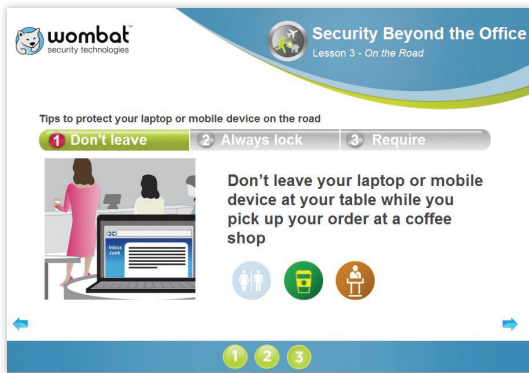 wombat™
security technologies
Security Beyond the Office
Lesson 3 - On the Road
Tips to protect your laptop or mobile device on the road
1 Don't leave
2 Always lock
3 Require
Inbox
Junk
Don't leave your laptop or mobile
device at your table while you
pick up your order at a coffee
shop
1 2 3